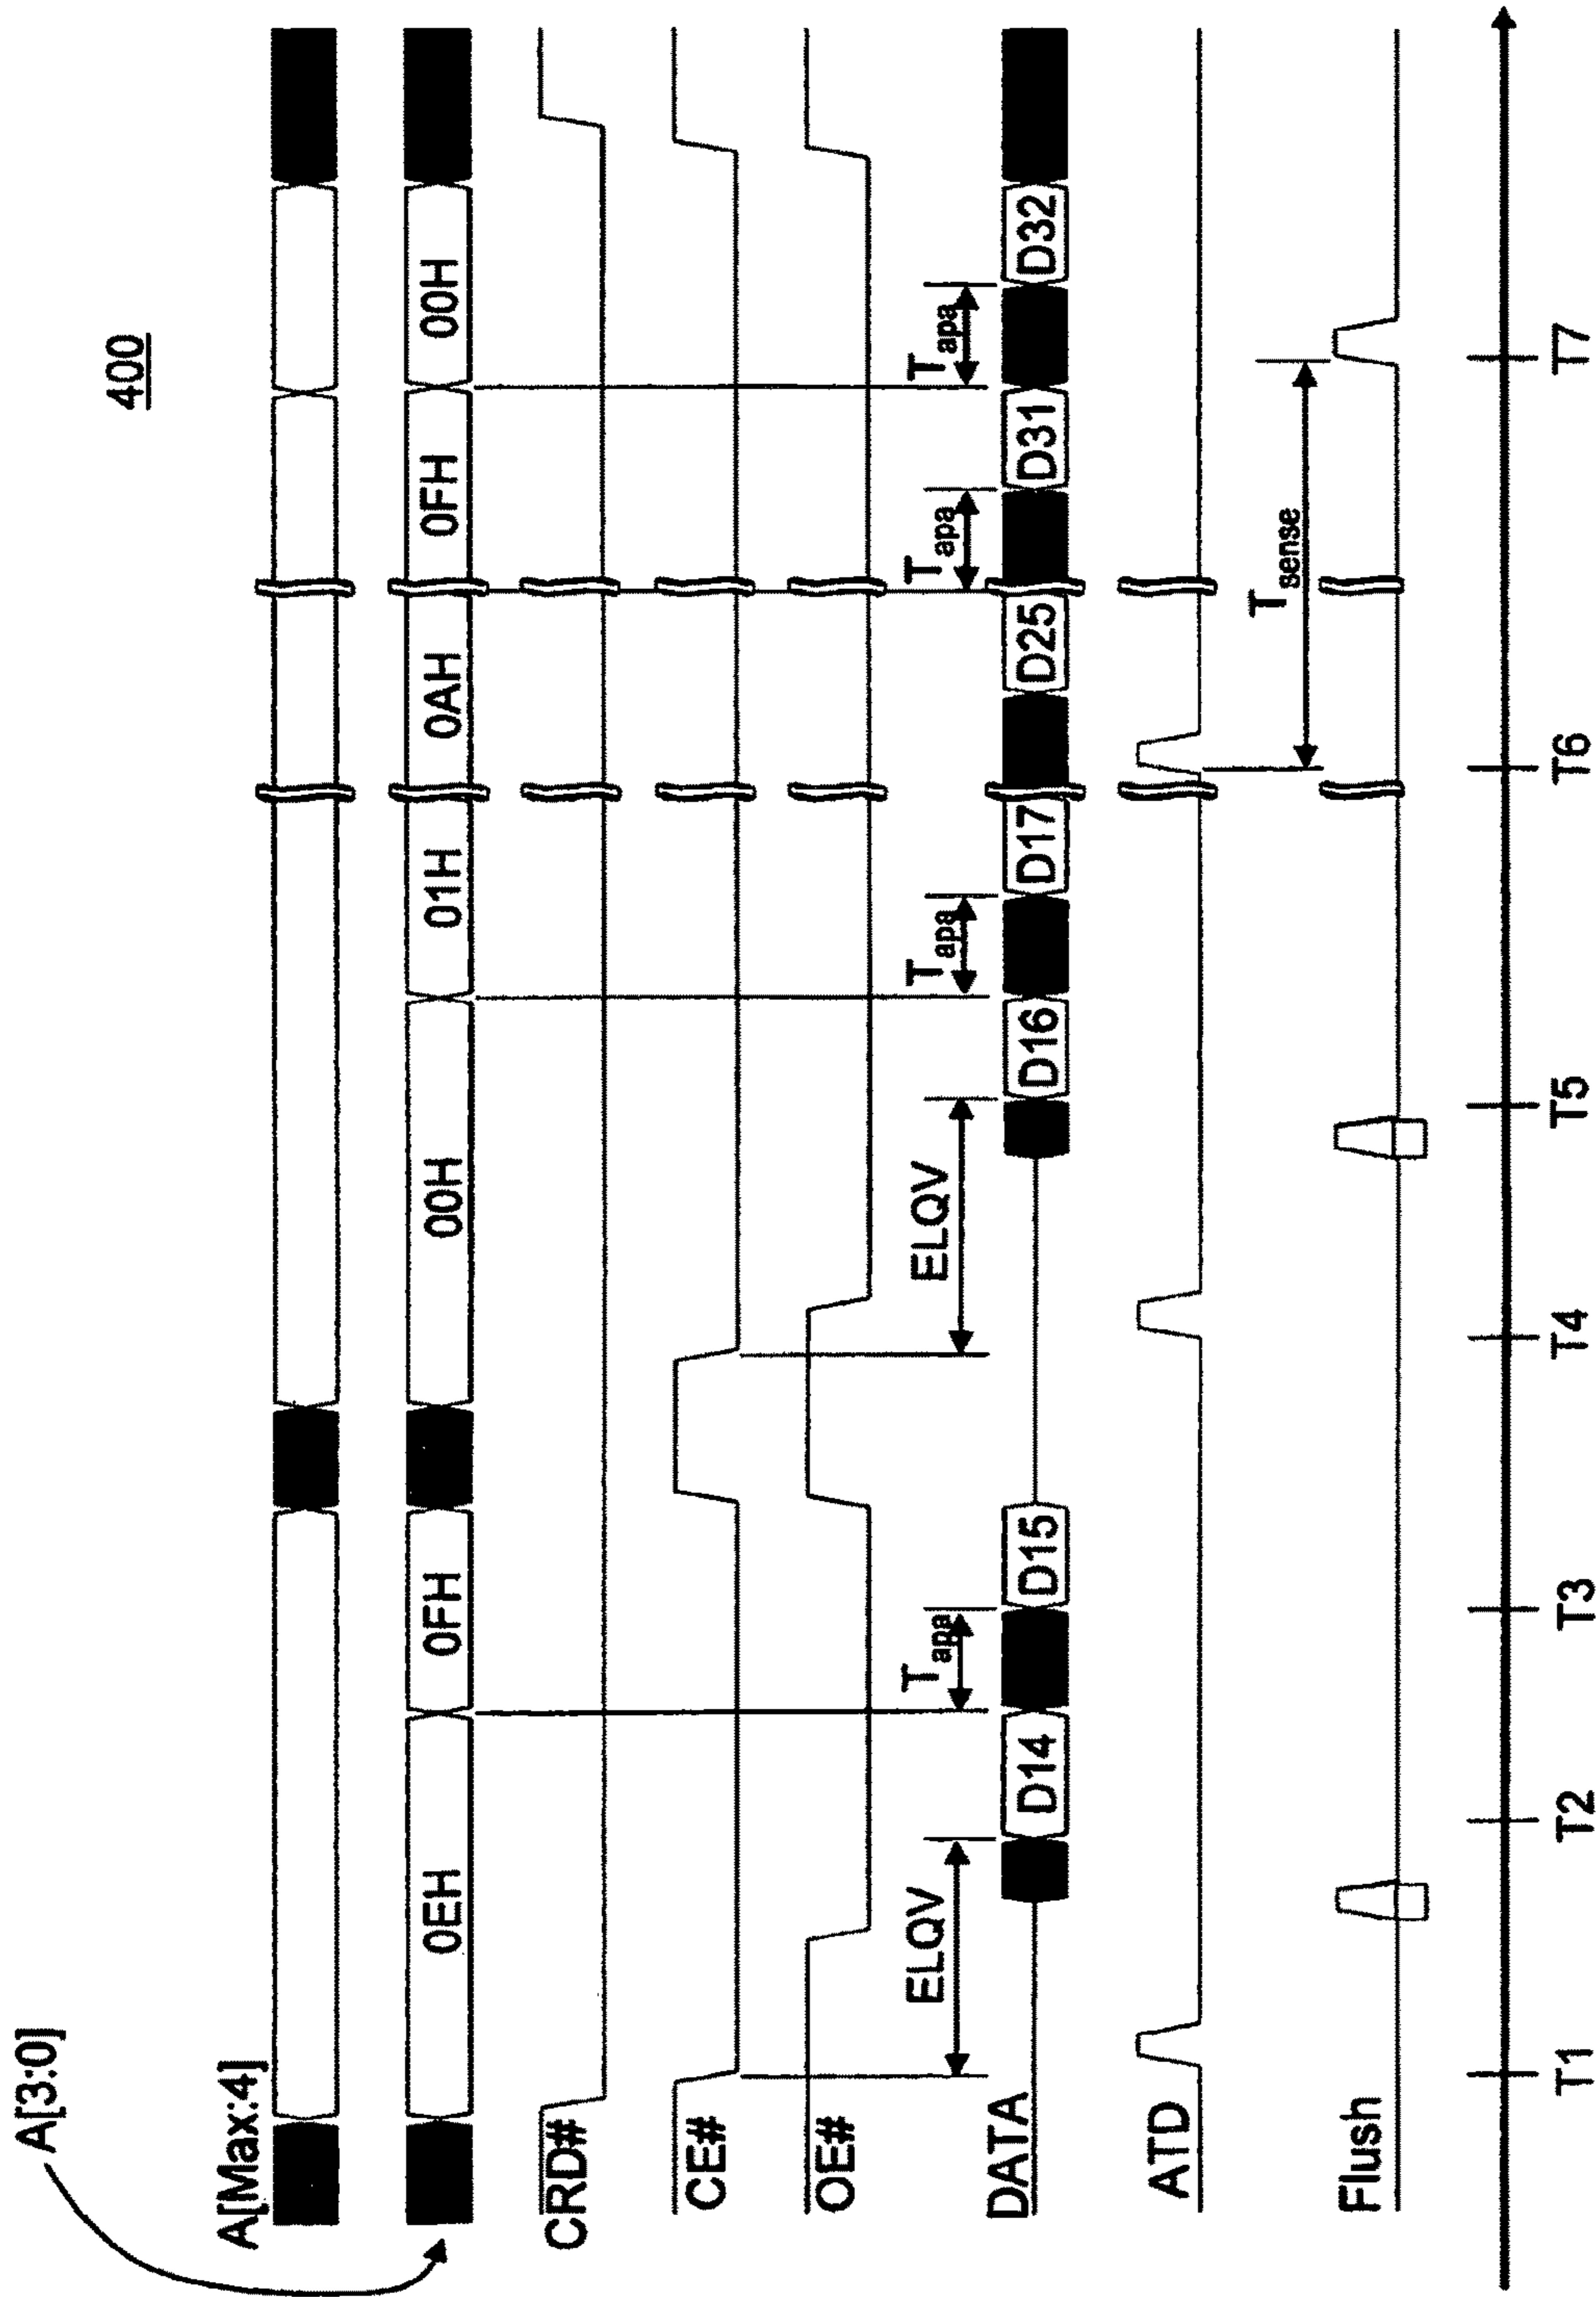 400
A[3:0]
A[Max:4]
0EH 0FH 00H 01H 0AH 0FH 00H
CRD#
CE#
OE#
ELQV Tapa ELQV Tapa Tapa Tapa
DATA D14 D15 D16 D17 D25 D31 D32
ATD
Tsense
Flush
T1 T2 T3 T4 T5 T6 T7